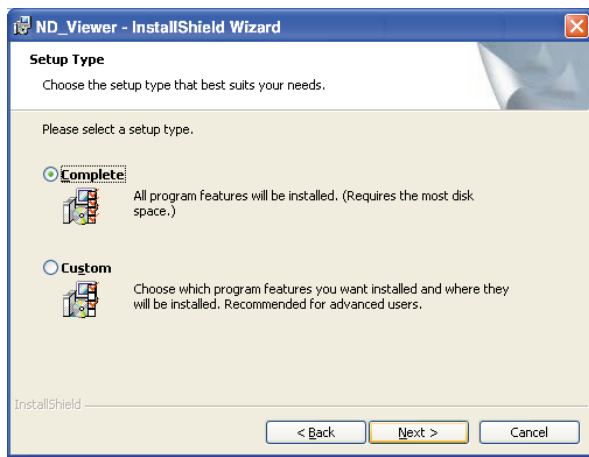 ND_Viewer - InstallShield Wizard
Setup Type
Choose the setup type that best suits your needs.
Please select a setup type.
Complete
All program features will be installed. (Requires the most disk
space.)
Custom
Choose which program features you want installed and where they
will be installed. Recommended for advanced users.
InstallShield
< Back Next > Cancel